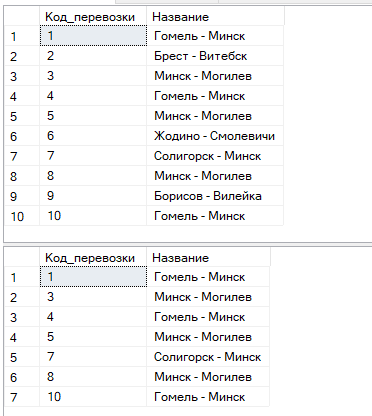 Код_перевозки Название
1 1 Гомель - Минск
2 2 Брест - Витебск
3 3 Минск - Могилев
4 4 Гомель - Минск
5 5 Минск - Могилев
6 6 Жодино - Смолевичи
7 7 Солигорск - Минск
8 8 Минск - Могилев
9 9 Борисов - Вилейка
10 10 Гомель - Минск
Код_перевозки Название
1 1 Гомель - Минск
2 3 Минск - Могилев
3 4 Гомель - Минск
4 5 Минск - Могилев
5 7 Солигорск - Минск
6 8 Минск - Могилев
7 10 Гомель - Минск